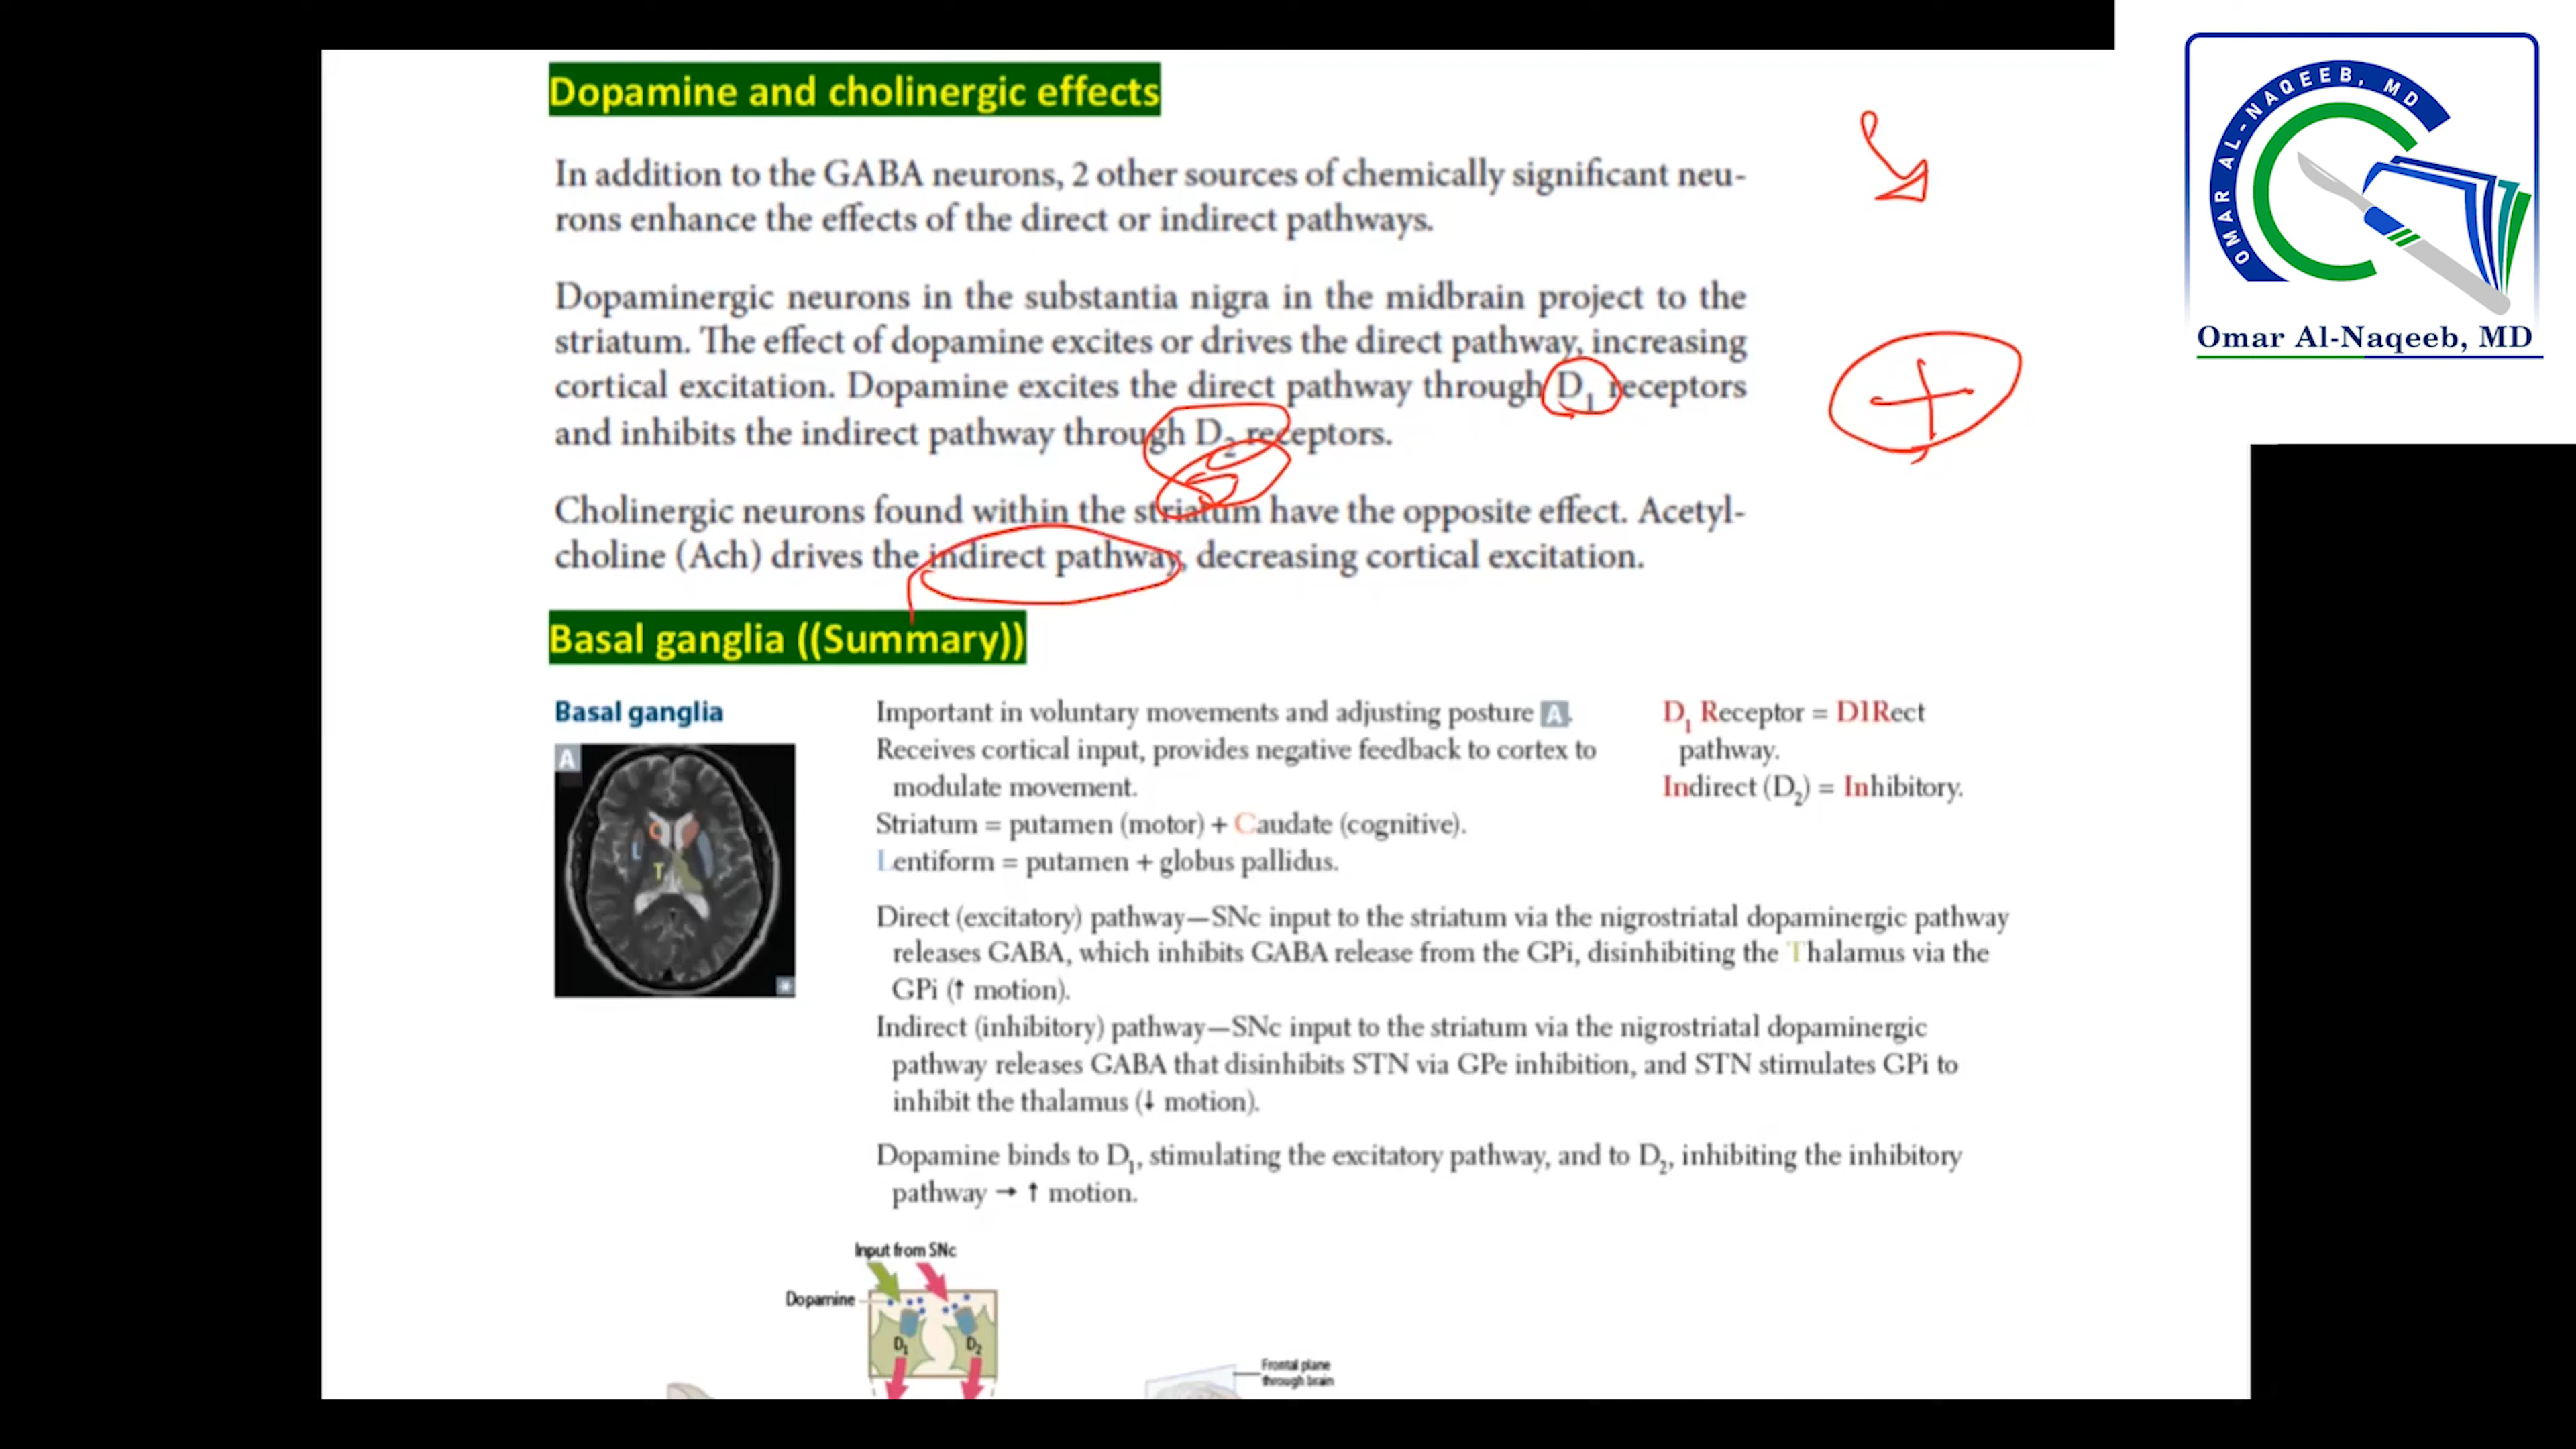 OMAR AL-NAQEEB, MD
Omar Al-Naqeeb, MD
Dopamine and cholinergic effects
In addition to the GABA neurons, 2 other sources of chemically significant neu-
rons enhance the effects of the direct or indirect pathways.
Dopaminergic neurons in the substantia nigra in the midbrain project to the
striatum. The effect of dopamine excites or drives the direct pathway, increasing
cortical excitation. Dopamine excites the direct pathway through D₁ receptors
and inhibits the indirect pathway through D₂ receptors.
Cholinergic neurons found within the striatum have the opposite effect. Acetyl-
choline (Ach) drives the indirect pathway, decreasing cortical excitation.
Basal ganglia ((Summary))
Basal ganglia
A
C
L
T
Important in voluntary movements and adjusting posture A.
Receives cortical input, provides negative feedback to cortex to
modulate movement.
Striatum = putamen (motor) + Caudate (cognitive).
Lentiform = putamen + globus pallidus.
D₁ Receptor = D1Rect
pathway.
Indirect (D₂) = Inhibitory.
Direct (excitatory) pathway—SNc input to the striatum via the nigrostriatal dopaminergic pathway
releases GABA, which inhibits GABA release from the GPi, disinhibiting the Thalamus via the
GPi (↑ motion).
Indirect (inhibitory) pathway—SNc input to the striatum via the nigrostriatal dopaminergic
pathway releases GABA that disinhibits STN via GPe inhibition, and STN stimulates GPi to
inhibit the thalamus (↓ motion).
Dopamine binds to D₁, stimulating the excitatory pathway, and to D₂, inhibiting the inhibitory
pathway → ↑ motion.
Input from SNc
Dopamine
D₁
D₂
Frontal plane
through brain